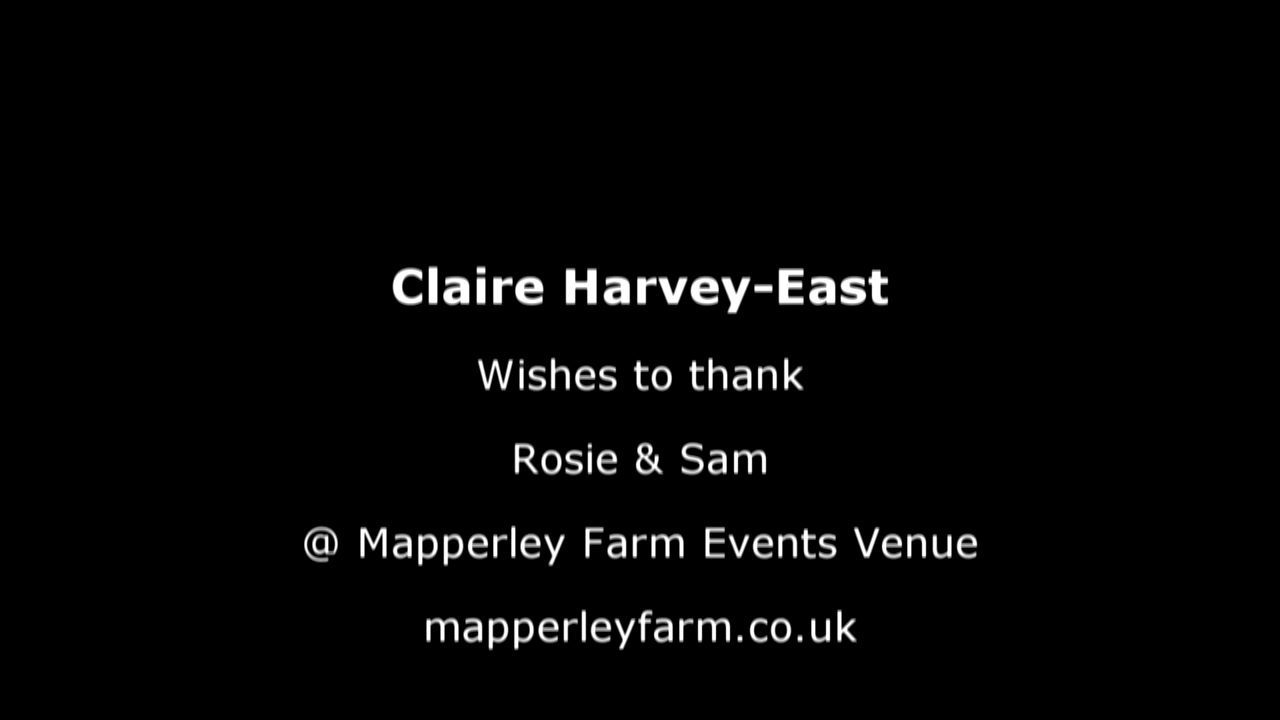 Claire Harvey-East
Wishes to thank
Rosie & Sam
@ Mapperley Farm Events Venue
mapperleyfarm.co.uk